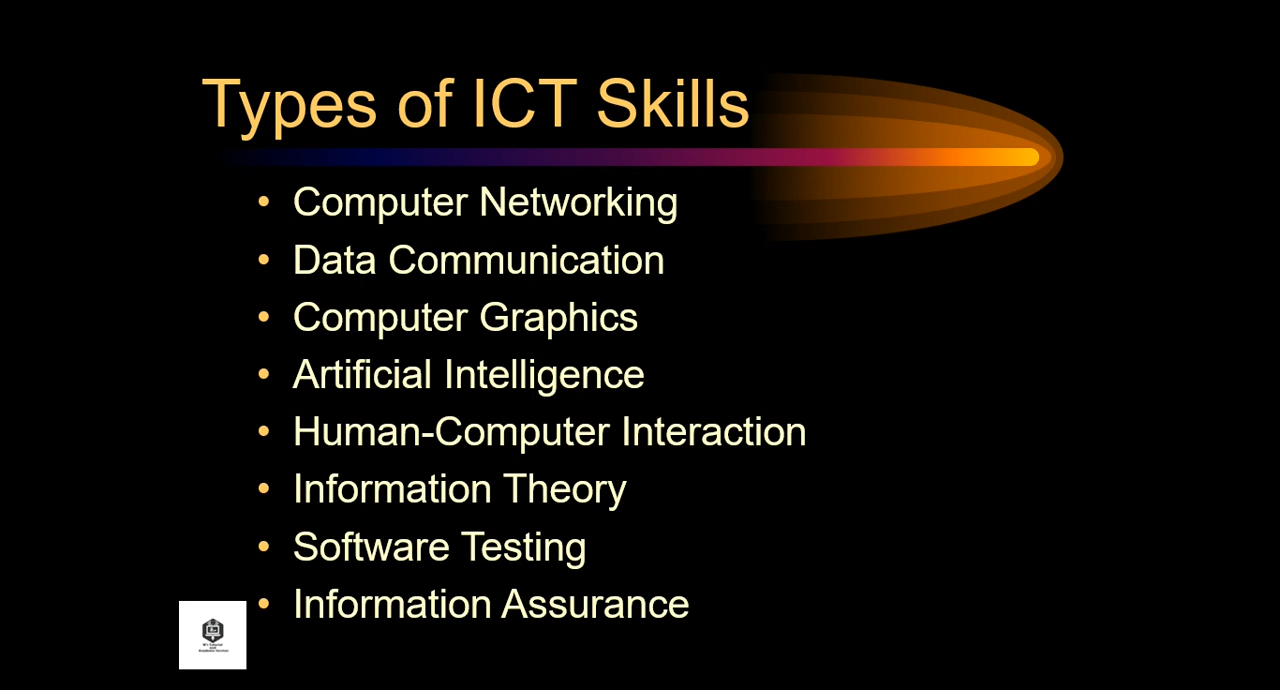 Types of ICT Skills
• Computer Networking
• Data Communication
• Computer Graphics
• Artificial Intelligence
• Human-Computer Interaction
• Information Theory
• Software Testing
• Information Assurance